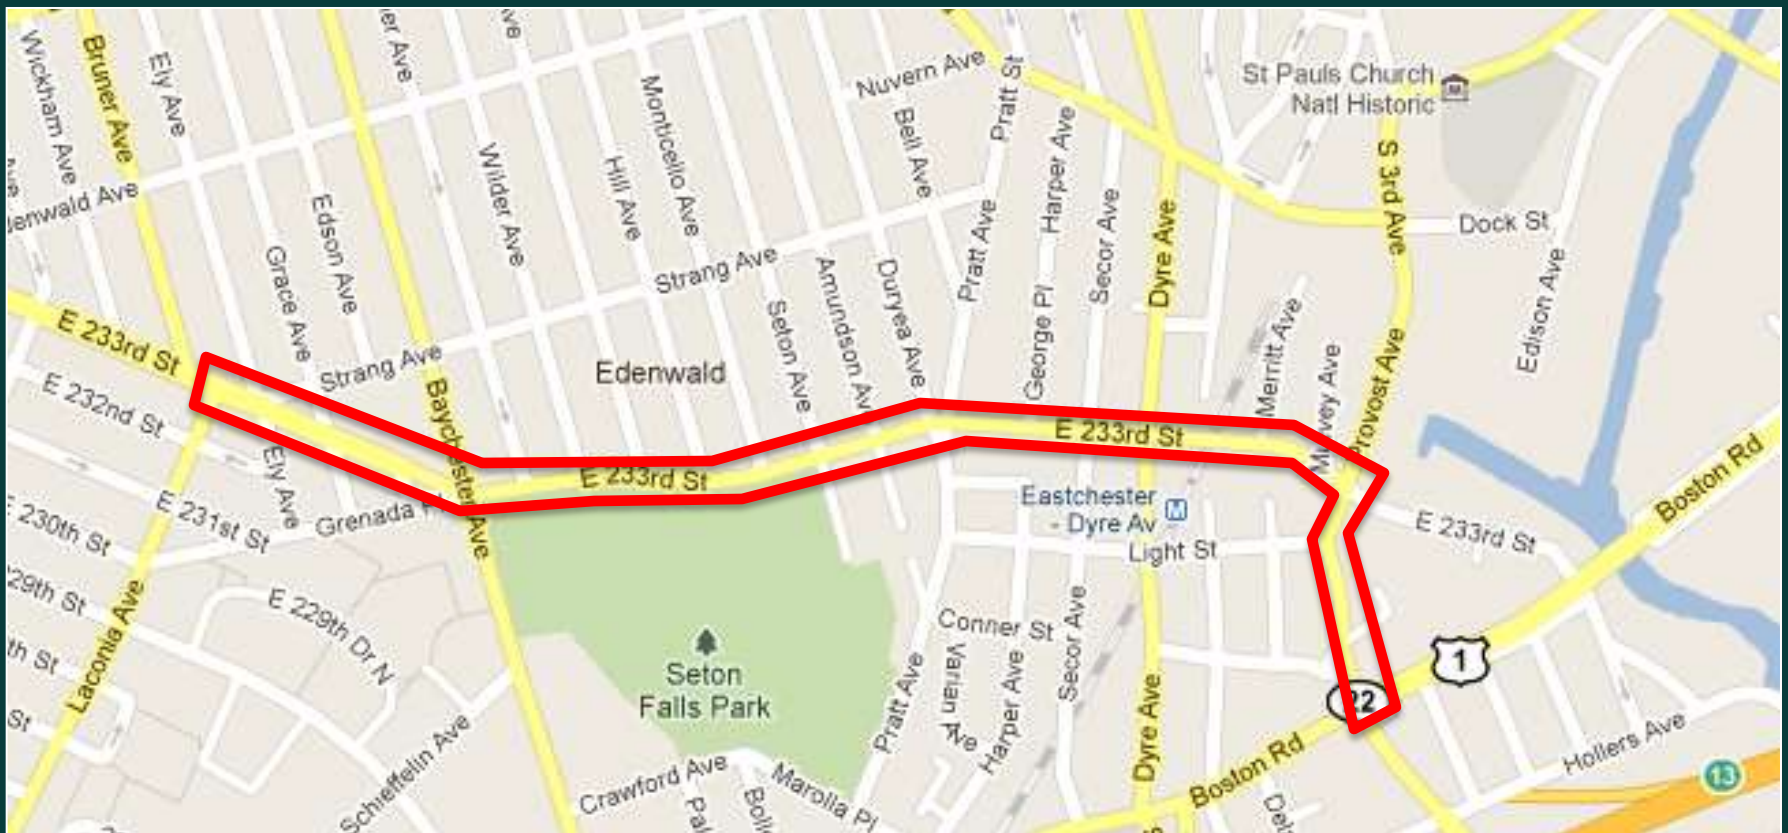 Wickham Ave
Bruner Ave
Ely Ave
Nuvern Ave
Pratt St
St Pauls Church
Natl Historic
Monticello Ave
Bell Ave
Harper Ave
S 3rd Ave
Wilder Ave
Hill Ave
Edson Ave
Secor Ave
Dyre Ave
Pratt Ave
Dock St
Grace Ave
Strang Ave
Seton Ave
Amundson Av
Duryea Ave
George Pl
Merritt Ave
Edison Ave
E 233rd St
Strang Ave
Edenwald
Provost Ave
E 232nd St
Ely Ave
E 233rd St
E 233rd St
Boston Rd
Eastchester
- Dyre Av
M
E 233rd St
E 231st St
Grenada
E 230th St
Light St
29th St
E 229th Dr N
Laconia Ave
Conner St
Varian Ave
Harper Ave
Secor Ave
Seton
Falls Park
Pratt Ave
1
22
Dyre Ave
Boston Rd
Hollers Ave
Schieffelin Ave
Crawford Ave
Marolla Pl
13